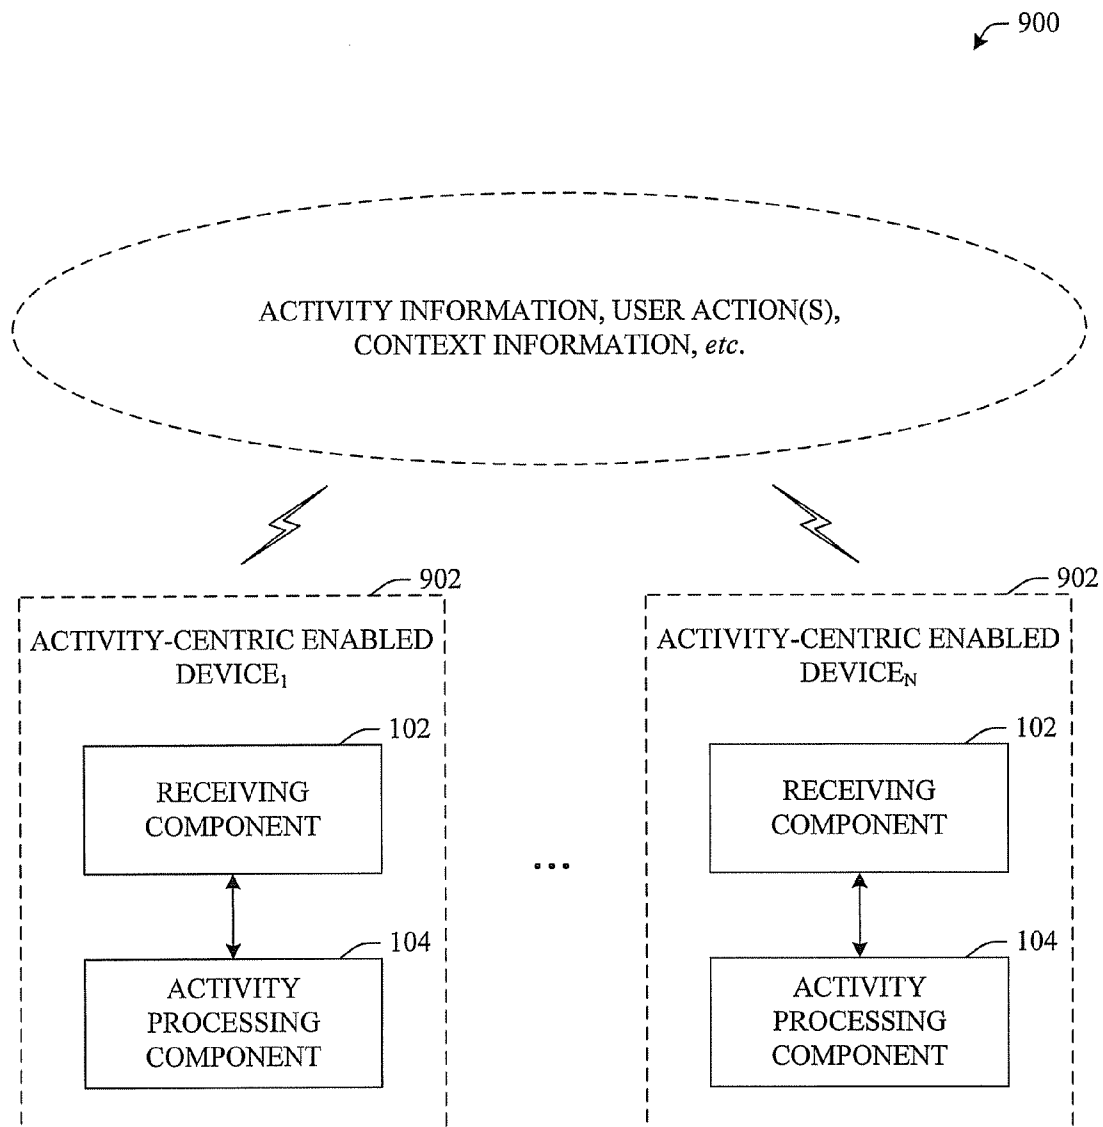 900
ACTIVITY INFORMATION, USER ACTION(S),
CONTEXT INFORMATION, etc.
902
ACTIVITY-CENTRIC ENABLED
DEVICE1
102
RECEIVING
COMPONENT
104
ACTIVITY
PROCESSING
COMPONENT
...
902
ACTIVITY-CENTRIC ENABLED
DEVICEN
102
RECEIVING
COMPONENT
104
ACTIVITY
PROCESSING
COMPONENT